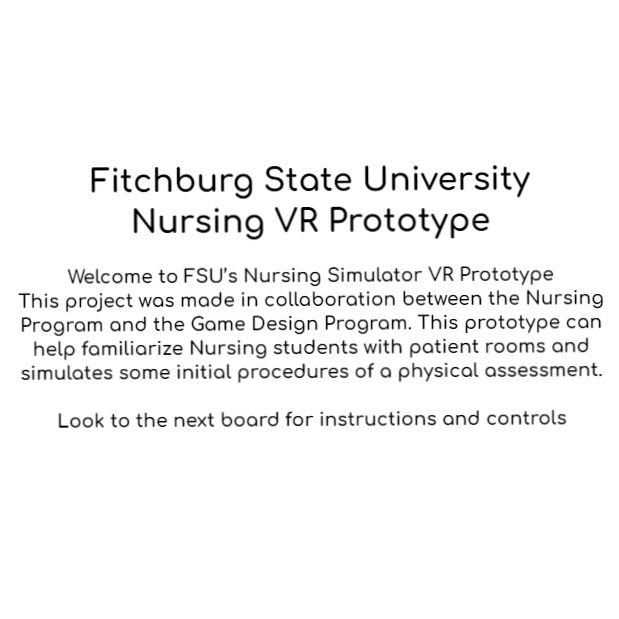 Fitchburg State University
Nursing VR Prototype
Welcome to FSU's Nursing Simulator VR Prototype
This project was made in collaboration between the Nursing
Program and the Game Design Program. This prototype can
help familiarize Nursing students with patient rooms and
simulates some initial procedures of a physical assessment.
Look to the next board for instructions and controls